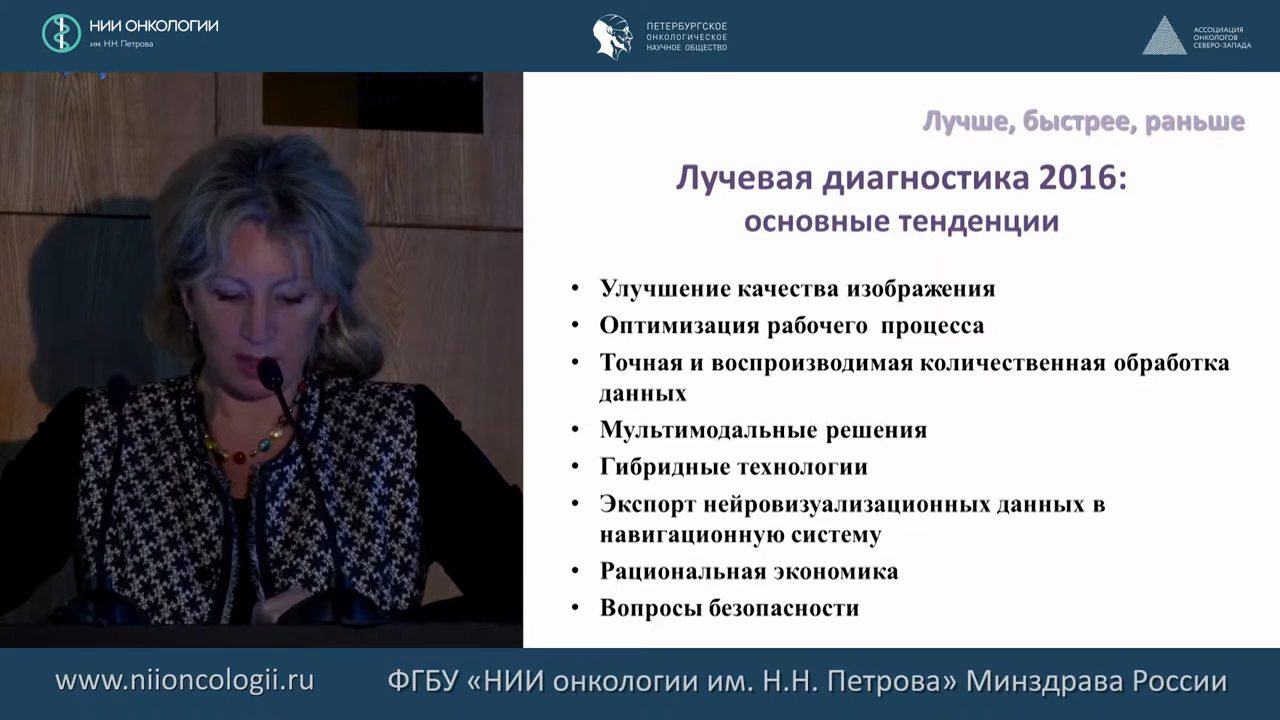 НИИ ОНКОЛОГИИ
им. Н.Н. Петрова
ПЕТЕРБУРГСКОЕ
ОНКОЛОГИЧЕСКОЕ
НАУЧНОЕ ОБЩЕСТВО
АССОЦИАЦИЯ
ОНКОЛОГОВ
СЕВЕРО-ЗАПАДА
Лучше, быстрее, раньше
Лучевая диагностика 2016:
основные тенденции
• Улучшение качества изображения
• Оптимизация рабочего процесса
• Точная и воспроизводимая количественная обработка
данных
• Мультимодальные решения
• Гибридные технологии
• Экспорт нейровизуализационных данных в
навигационную систему
• Рациональная экономика
• Вопросы безопасности
www.niioncologii.ru
ФГБУ «НИИ онкологии им. Н.Н. Петрова» Минздрава России